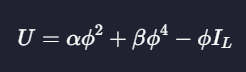 U = αϕ² + βϕ⁴ − ϕI_L